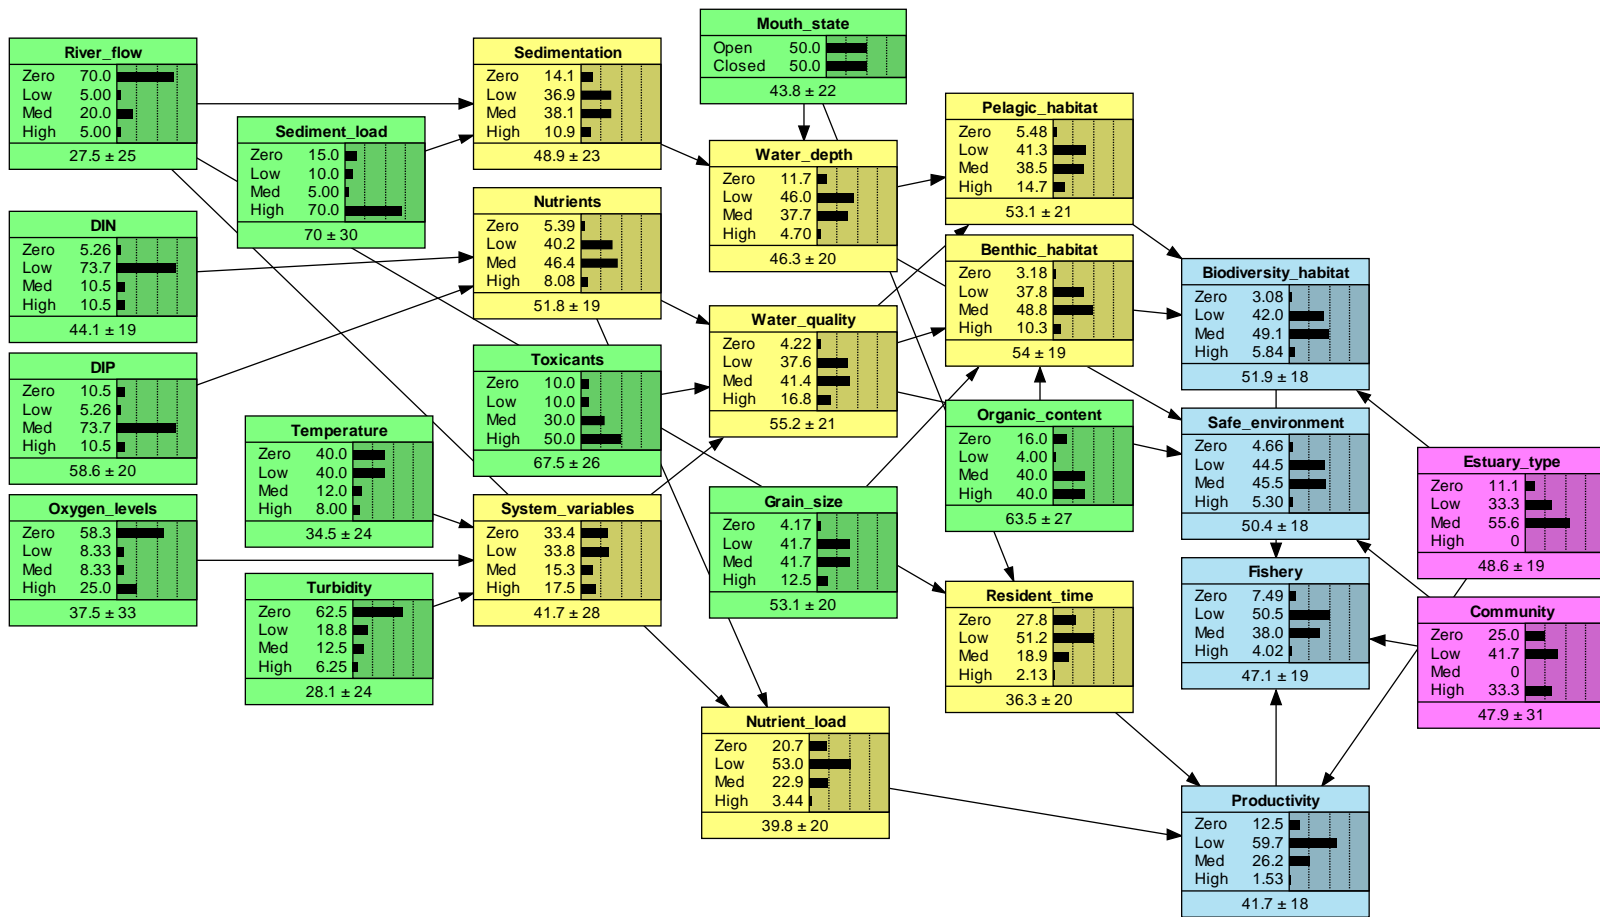 River_flow
Zero 70.0
Low 5.00
Med 20.0
High 5.00
27.5 ± 25
DIN
Zero 5.26
Low 73.7
Med 10.5
High 10.5
44.1 ± 19
DIP
Zero 10.5
Low 5.26
Med 73.7
High 10.5
58.6 ± 20
Oxygen_levels
Zero 58.3
Low 8.33
Med 8.33
High 25.0
37.5 ± 33
Sediment_load
Zero 15.0
Low 10.0
Med 5.00
High 70.0
70 ± 30
Temperature
Zero 40.0
Low 40.0
Med 12.0
High 8.00
34.5 ± 24
Turbidity
Zero 62.5
Low 18.8
Med 12.5
High 6.25
28.1 ± 24
Sedimentation
Zero 14.1
Low 36.9
Med 38.1
High 10.9
48.9 ± 23
Nutrients
Zero 5.39
Low 40.2
Med 46.4
High 8.08
51.8 ± 19
Toxicants
Zero 10.0
Low 10.0
Med 30.0
High 50.0
67.5 ± 26
System_variables
Zero 33.4
Low 33.8
Med 15.3
High 17.5
41.7 ± 28
Mouth_state
Open 50.0
Closed 50.0
43.8 ± 22
Water_depth
Zero 11.7
Low 46.0
Med 37.7
High 4.70
46.3 ± 20
Water_quality
Zero 4.22
Low 37.6
Med 41.4
High 16.8
55.2 ± 21
Grain_size
Zero 4.17
Low 41.7
Med 41.7
High 12.5
53.1 ± 20
Nutrient_load
Zero 20.7
Low 53.0
Med 22.9
High 3.44
39.8 ± 20
Pelagic_habitat
Zero 5.48
Low 41.3
Med 38.5
High 14.7
53.1 ± 21
Benthic_habitat
Zero 3.18
Low 37.8
Med 48.8
High 10.3
54 ± 19
Organic_content
Zero 16.0
Low 4.00
Med 40.0
High 40.0
63.5 ± 27
Resident_time
Zero 27.8
Low 51.2
Med 18.9
High 2.13
36.3 ± 20
Biodiversity_habitat
Zero 3.08
Low 42.0
Med 49.1
High 5.84
51.9 ± 18
Safe_environment
Zero 4.66
Low 44.5
Med 45.5
High 5.30
50.4 ± 18
Fishery
Zero 7.49
Low 50.5
Med 38.0
High 4.02
47.1 ± 19
Productivity
Zero 12.5
Low 59.7
Med 26.2
High 1.53
41.7 ± 18
Estuary_type
Zero 11.1
Low 33.3
Med 55.6
High 0
48.6 ± 19
Community
Zero 25.0
Low 41.7
Med 0
High 33.3
47.9 ± 31